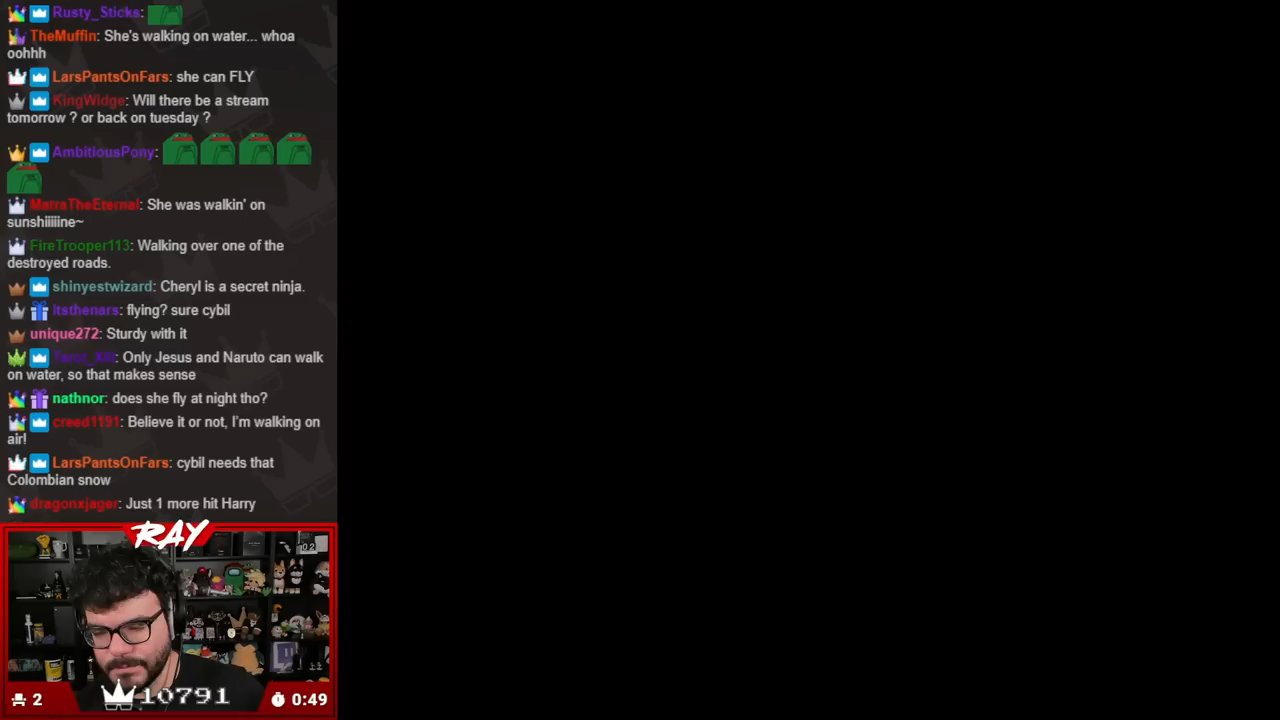 Rusty_Sticks:
TheMuffin: She's walking on water... whoa
oohhh
LarsPantsOnFars: she can FLY
KingWidge: Will there be a stream
tomorrow ? or back on tuesday ?
AmbitiousPony:
MatraTheEternal: She was walkin' on
sunshiiiiine~
FireTrooper113: Walking over one of the
destroyed roads.
shinyestwizard: Cheryl is a secret ninja.
itsthenars: flying? sure cybil
unique272: Sturdy with it
Tarot_XIII: Only Jesus and Naruto can walk
on water, so that makes sense
nathnor: does she fly at night tho?
creed1191: Believe it or not, I'm walking on
air!
LarsPantsOnFars: cybil needs that
Colombian snow
dragonxjager: Just 1 more hit Harry
RAY
2
10791
0:49